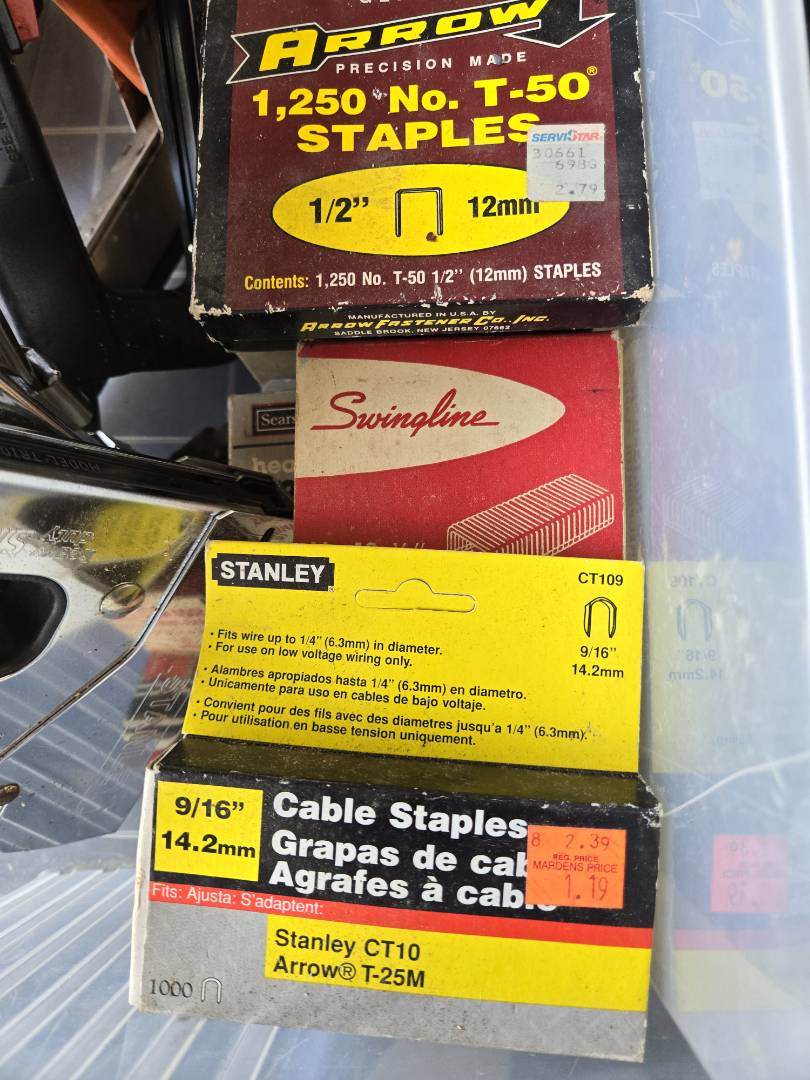 ARROW
PRECISION MADE
1,250 No. T-50®
STAPLES
SERVISTAR
30661
698G
2.79
1/2" 12mm
Contents: 1,250 No. T-50 1/2" (12mm) STAPLES
MANUFACTURED IN U.S.A. BY
ARROW FASTENER CO., INC.
SADDLE BROOK, NEW JERSEY 07662
Sears
Swingline
STANLEY
CT109
9/16"
14.2mm
• Fits wire up to 1/4" (6.3mm) in diameter.
• For use on low voltage wiring only.
• Alambres apropiados hasta 1/4" (6.3mm) en diametro.
• Unicamente para uso en cables de bajo voltaje.
• Convient pour des fils avec des diametres jusqu'a 1/4" (6.3mm).
• Pour utilisation en basse tension uniquement.
9/16"
14.2mm
Cable Staples
Grapas de cab
Agrafes à cab
8 2.39
REG. PRICE
MARDENS PRICE
1.19
Fits: Ajusta: S'adaptent:
Stanley CT10
Arrow® T-25M
1000